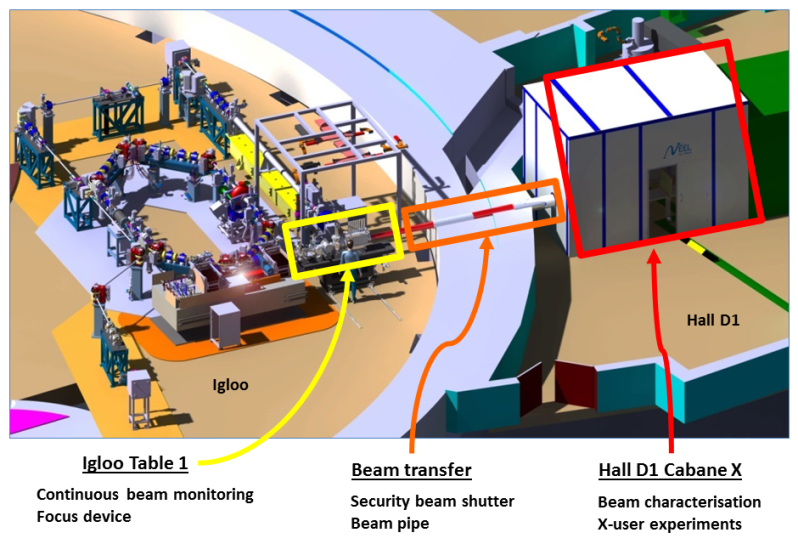 NEEL
Hall D1
Igloo
Igloo Table 1
Continuous beam monitoring
Focus device
Beam transfer
Security beam shutter
Beam pipe
Hall D1 Cabane X
Beam characterisation
X-user experiments